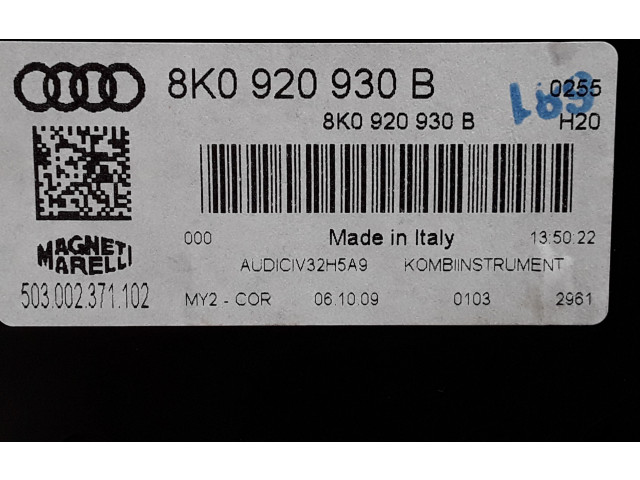 8K0 920 930 B 0255
8K0 920 930 B H20
000 Made in Italy 13:50:22
MAGNETI
MARELLI
AUDICIV32H5A9 KOMBIINSTRUMENT
503.002.371.102 MY2 - COR 06.10.09 0103 2961